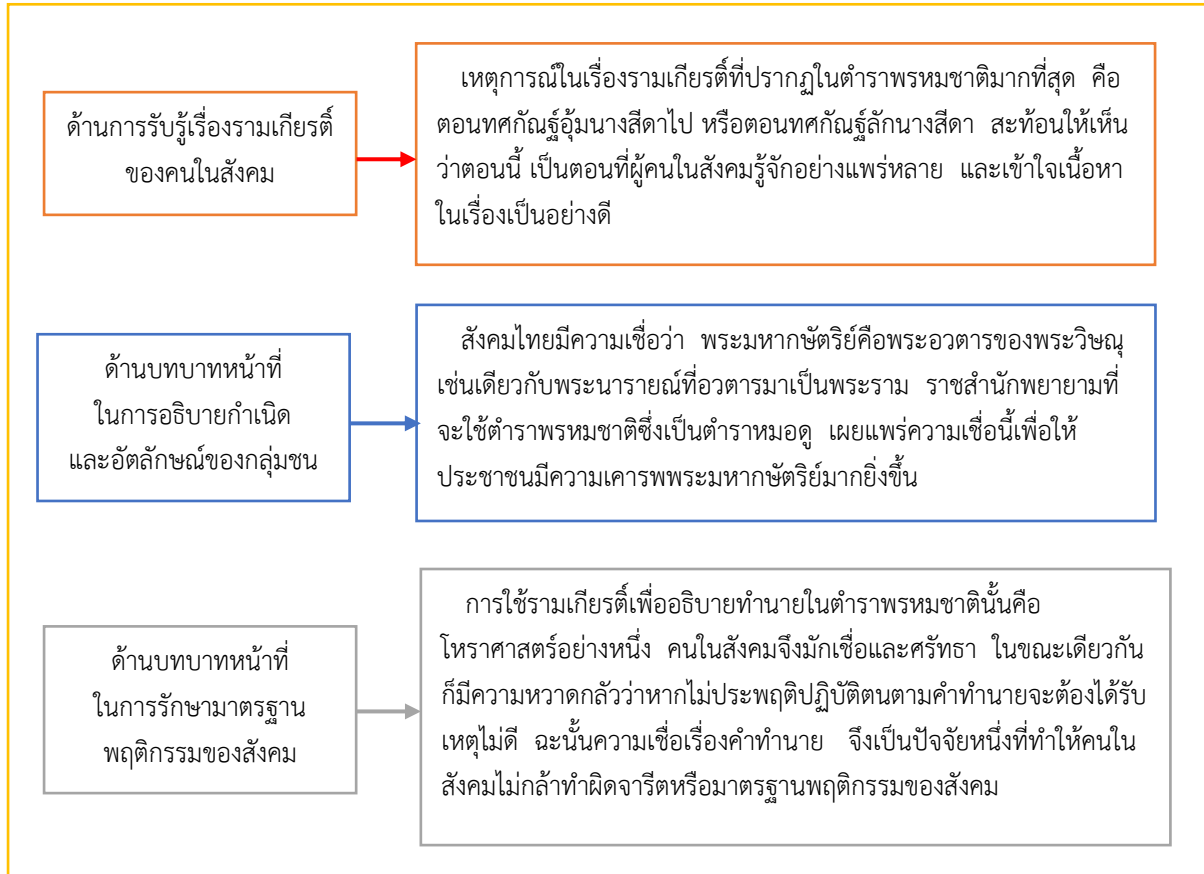 ด้านการรับรู้เรื่องรามเกียรติ์
ของคนในสังคม
เหตุการณ์ในเรื่องรามเกียรติ์ที่ปรากฏในตำราพรหมชาติมากที่สุด คือ
ตอนทศกัณฐ์อุ้มนางสีดาไป หรือตอนทศกัณฐ์ลักนางสีดา สะท้อนให้เห็น
ว่าตอนนี้ เป็นตอนที่ผู้คนในสังคมรู้จักอย่างแพร่หลาย และเข้าใจเนื้อหา
ในเรื่องเป็นอย่างดี
ด้านบทบาทหน้าที่
ในการอธิบายกำเนิด
และอัตลักษณ์ของกลุ่มชน
สังคมไทยมีความเชื่อว่า พระมหากษัตริย์คือพระอวตารของพระวิษณุ
เช่นเดียวกับพระนารายณ์ที่อวตารมาเป็นพระราม ราชสำนักพยายามที่
จะใช้ตำราพรหมชาติซึ่งเป็นตำราหมอดู เผยแพร่ความเชื่อนี้เพื่อให้
ประชาชนมีความเคารพพระมหากษัตริย์มากยิ่งขึ้น
ด้านบทบาทหน้าที่
ในการรักษามาตรฐาน
พฤติกรรมของสังคม
การใช้รามเกียรติ์เพื่ออธิบายทำนายในตำราพรหมชาตินั้นคือ
โหราศาสตร์อย่างหนึ่ง คนในสังคมจึงมักเชื่อและศรัทธา ในขณะเดียวกัน
ก็มีความหวาดกลัวว่าหากไม่ประพฤติปฏิบัติตนตามคำทำนายจะต้องได้รับ
เหตุไม่ดี ฉะนั้นความเชื่อเรื่องคำทำนาย จึงเป็นปัจจัยหนึ่งที่ทำให้คนใน
สังคมไม่กล้าทำผิดจารีตหรือมาตรฐานพฤติกรรมของสังคม